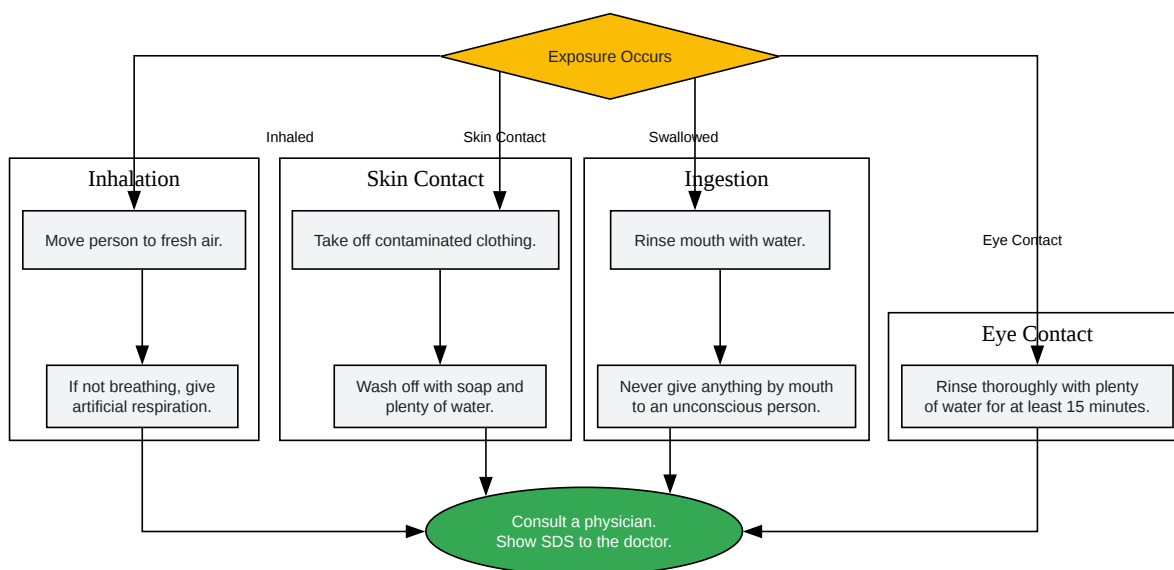 Exposure Occurs
Inhaled
Skin Contact
Swallowed
Inhalation
Skin Contact
Ingestion
Move person to fresh air.
Take off contaminated clothing.
Rinse mouth with water.
Eye Contact
Eye Contact
If not breathing, give
artificial respiration.
Wash off with soap and
plenty of water.
Never give anything by mouth
to an unconscious person.
Rinse thoroughly with plenty
of water for at least 15 minutes.
Consult a physician.
Show SDS to the doctor.